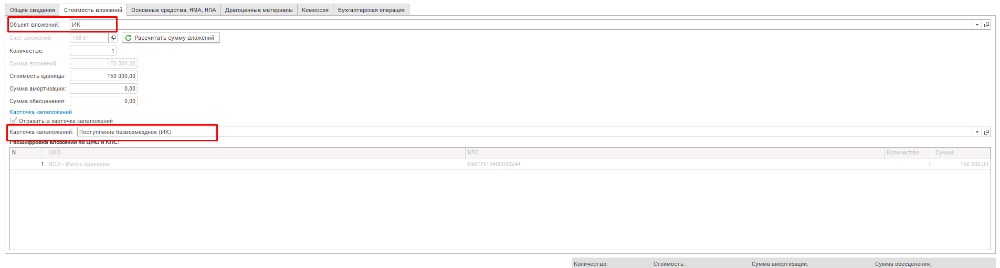 Общие сведения Стоимость вложений Основные средства, НМА, НПА Драгоценные материалы Комиссия Бухгалтерская операция
Объект вложений: ИК
Счет вложений: 106.51 Рассчитать сумму вложений
Количество: 1
Сумма вложений: 150 000,00
Стоимость единицы: 150 000,00
Сумма амортизации: 0,00
Сумма обесценения: 0,00
Карточка капвложений
Отразить в карточке капвложений
Карточка капвложений: Поступление безвозмездное (ИК)
Расшифровка вложений по ЦМО и КПС:
N ЦМО КПС Количество Сумма
1 МОЛ - Место хранения 04011510400000244 1 150 000,00
Количество: Стоимость: Сумма амортизации: Сумма обесценения: